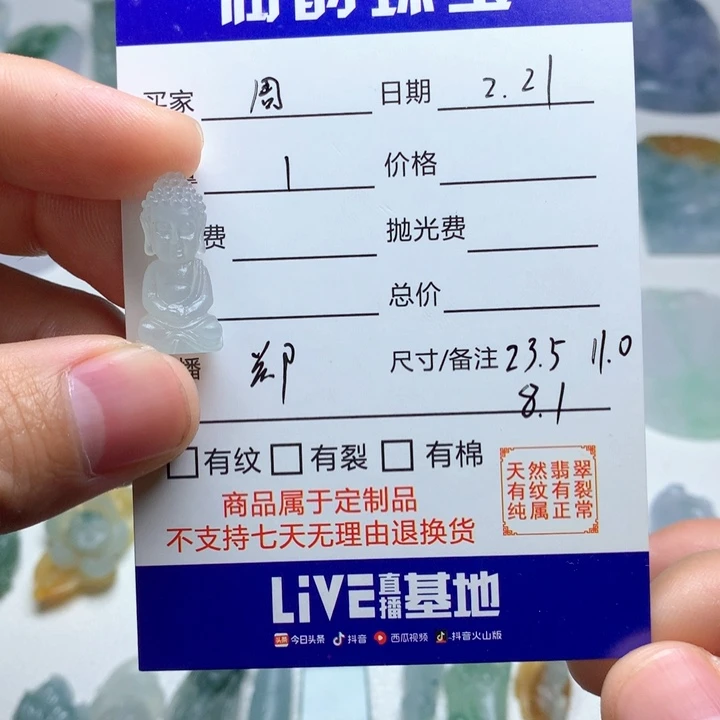 买家 周 日期 2.21
1 价格
费 抛光费
总价
播 郑 尺寸/备注 23.5 11.0
8.1
有纹 有裂 有棉
天然翡翠
有纹有裂
纯属正常
商品属于定制品
不支持七天无理由退换货
LiVE直播基地
头条 今日头条 抖音 西瓜视频 抖音火山版